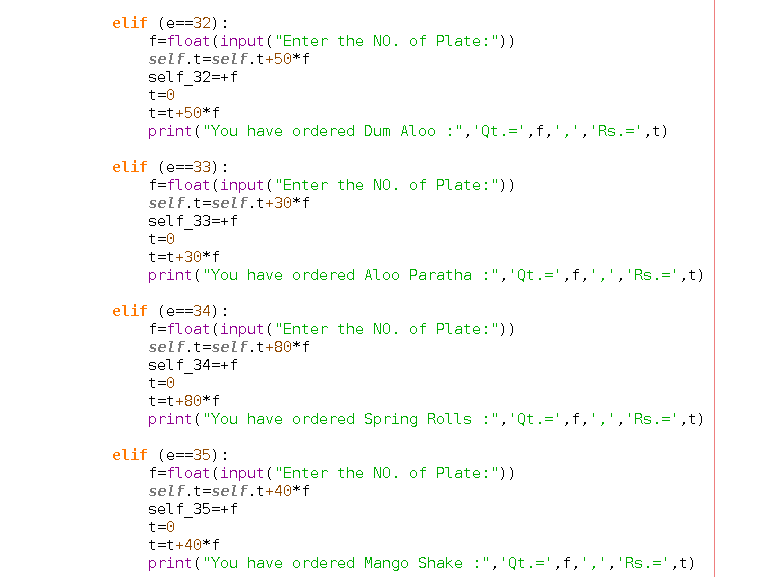 elif (e==32):
f=float(input("Enter the NO. of Plate:"))
self.t=self.t+50*f
self_32=+f
t=0
t=t+50*f
print("You have ordered Dum Aloo :",'Qt.=',f,',','Rs.=',t)
elif (e==33):
f=float(input("Enter the NO. of Plate:"))
self.t=self.t+30*f
self_33=+f
t=0
t=t+30*f
print("You have ordered Aloo Paratha :",'Qt.=',f,',','Rs.=',t)
elif (e==34):
f=float(input("Enter the NO. of Plate:"))
self.t=self.t+80*f
self_34=+f
t=0
t=t+80*f
print("You have ordered Spring Rolls :",'Qt.=',f,',','Rs.=',t)
elif (e==35):
f=float(input("Enter the NO. of Plate:"))
self.t=self.t+40*f
self_35=+f
t=0
t=t+40*f
print("You have ordered Mango Shake :",'Qt.=',f,',','Rs.=',t)